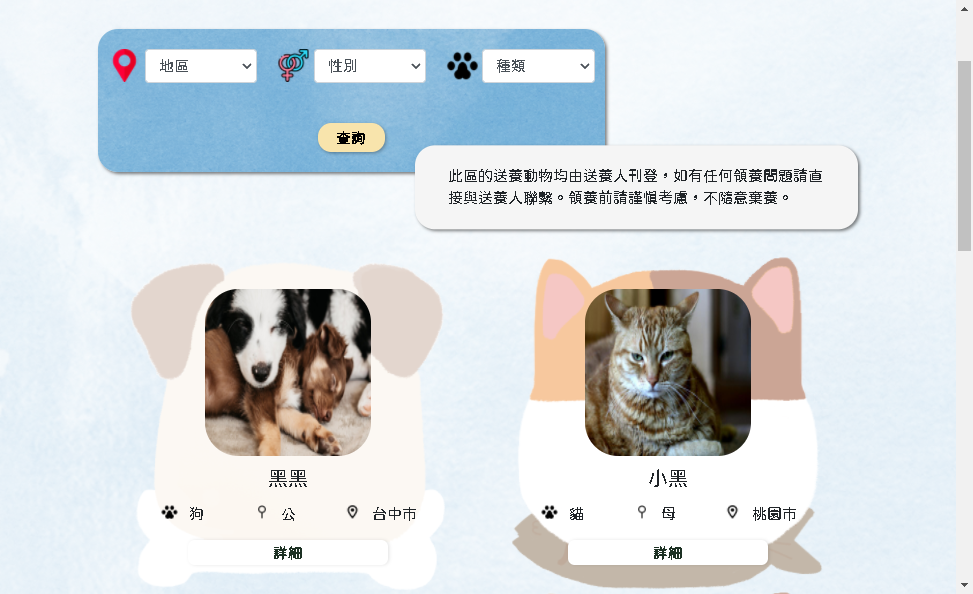 地區 性別 種類
查詢
此區的送養動物均由送養人刊登，如有任何領養問題請直
接與送養人聯繫。領養前請謹慎考慮，不隨意棄養。
黑黑 小黑
狗 公 台中市 貓 母 桃園市
詳細 詳細